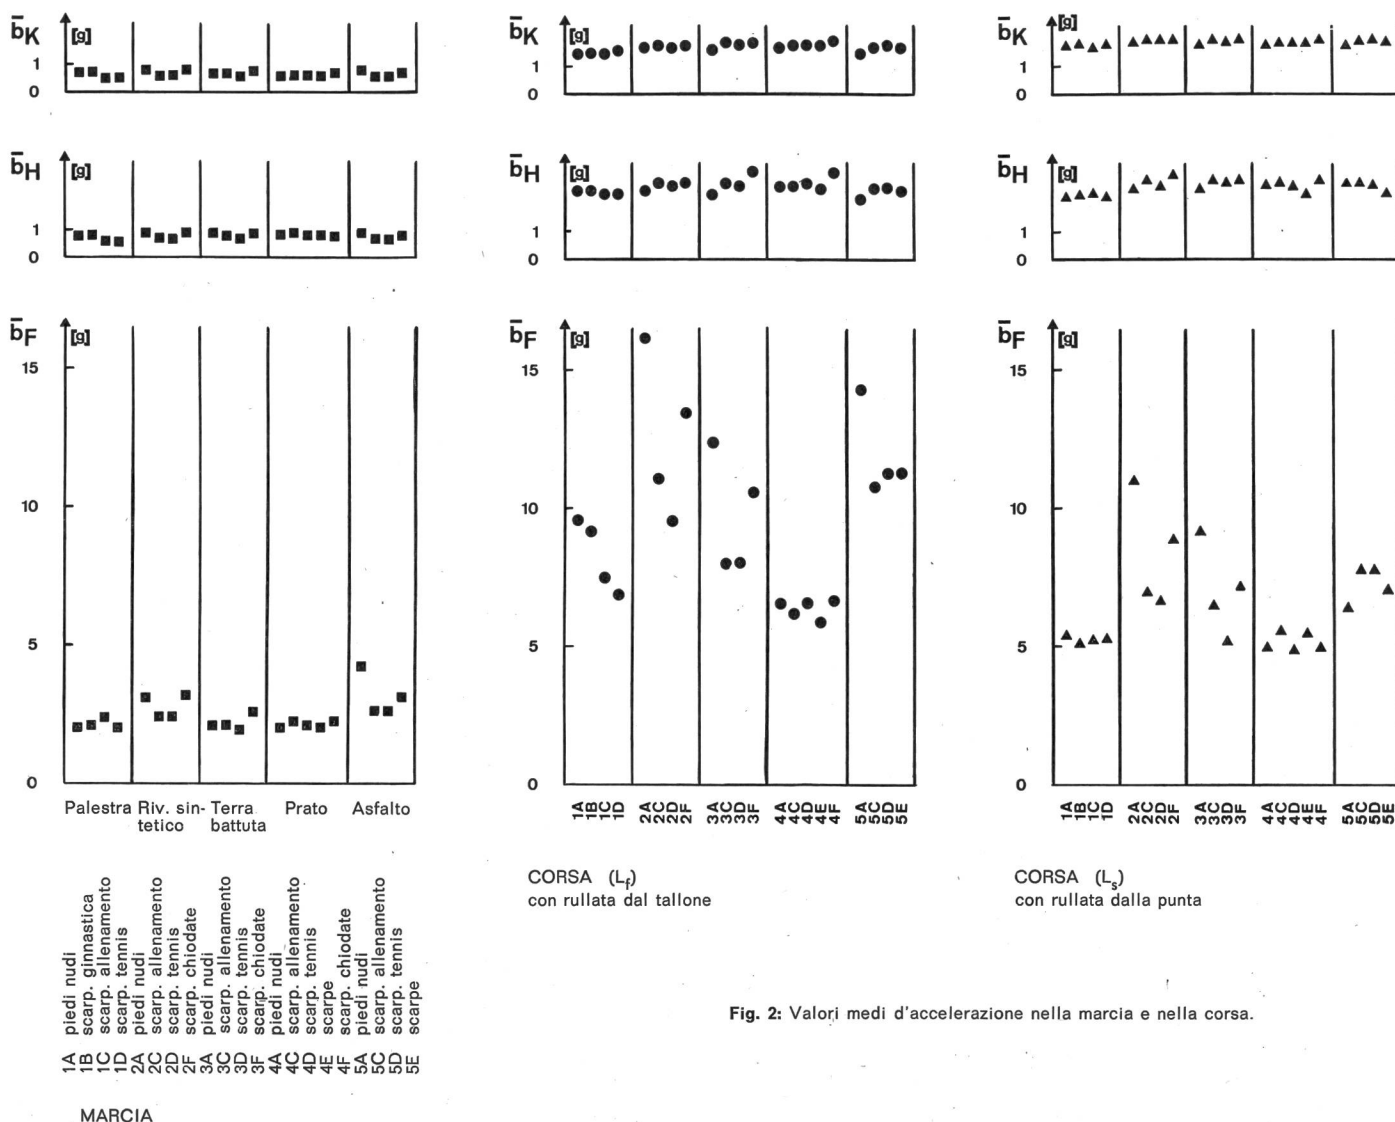 b̄K [g]
1
0
b̄H [g]
1
0
b̄F [g]
15
10
5
0
Palestra Riv. sin- Terra Prato Asfalto
tetico battuta
1A piedi nudi
1B scarp. ginnastica
1C scarp. allenamento
1D scarp. tennis
2A piedi nudi
2C scarp. allenamento
2D scarp. tennis
2F scarp. chiodate
3A piedi nudi
3C scarp. allenamento
3D scarp. tennis
3F scarp. chiodate
4A piedi nudi
4C scarp. allenamento
4D scarp. tennis
4E scarpe
4F scarp. chiodate
5A piedi nudi
5C scarp. allenamento
5D scarp. tennis
5E scarpe
MARCIA
b̄K [g]
1
0
b̄H [g]
1
0
b̄F [g]
15
10
5
0
1A 1B 1C 1D 2A 2C 2D 2F 3A 3C 3D 3F 4A 4C 4D 4E 4F 5A 5C 5D 5E
CORSA (Lf)
con rullata dal tallone
b̄K [g]
1
0
b̄H [g]
1
0
b̄F [g]
15
10
5
0
1A 1B 1C 1D 2A 2C 2D 2F 3A 3C 3D 3F 4A 4C 4D 4E 4F 5A 5C 5D 5E
CORSA (Ls)
con rullata dalla punta
Fig. 2: Valori medi d'accelerazione nella marcia e nella corsa.